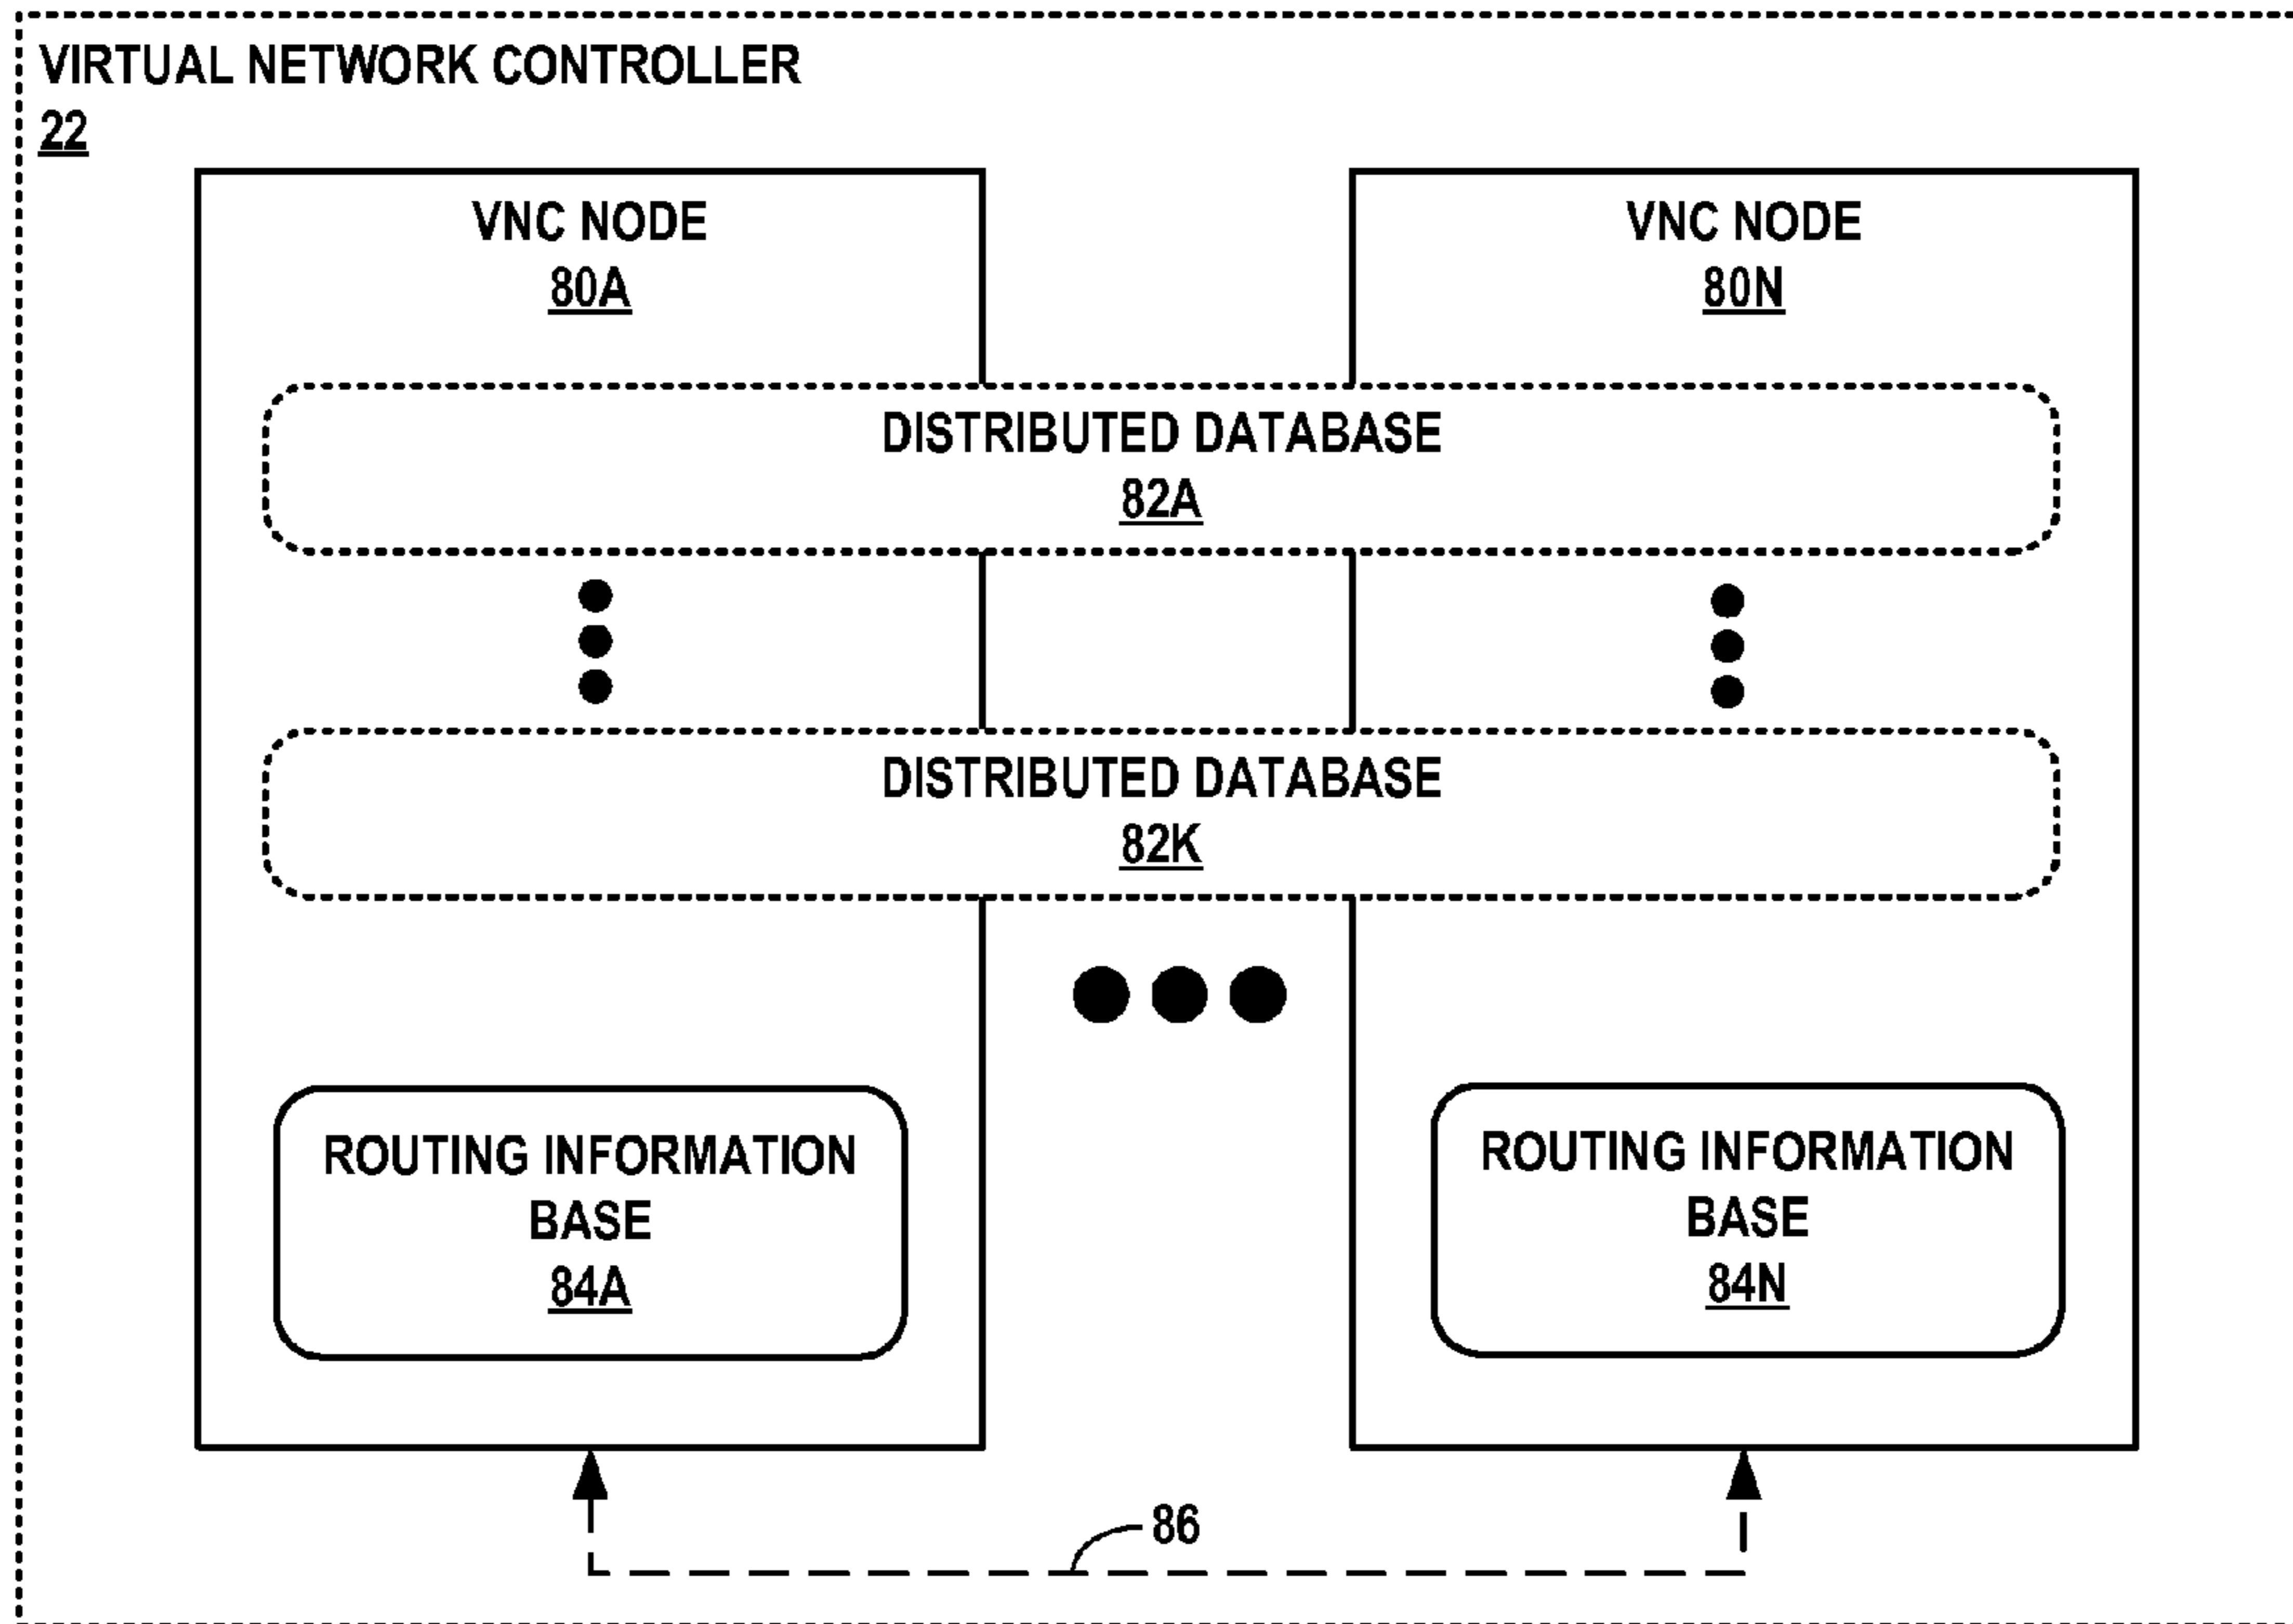 VIRTUAL NETWORK CONTROLLER
22
VNC NODE
80A
VNC NODE
80N
DISTRIBUTED DATABASE
82A
DISTRIBUTED DATABASE
82K
ROUTING INFORMATION
BASE
84A
ROUTING INFORMATION
BASE
84N
86